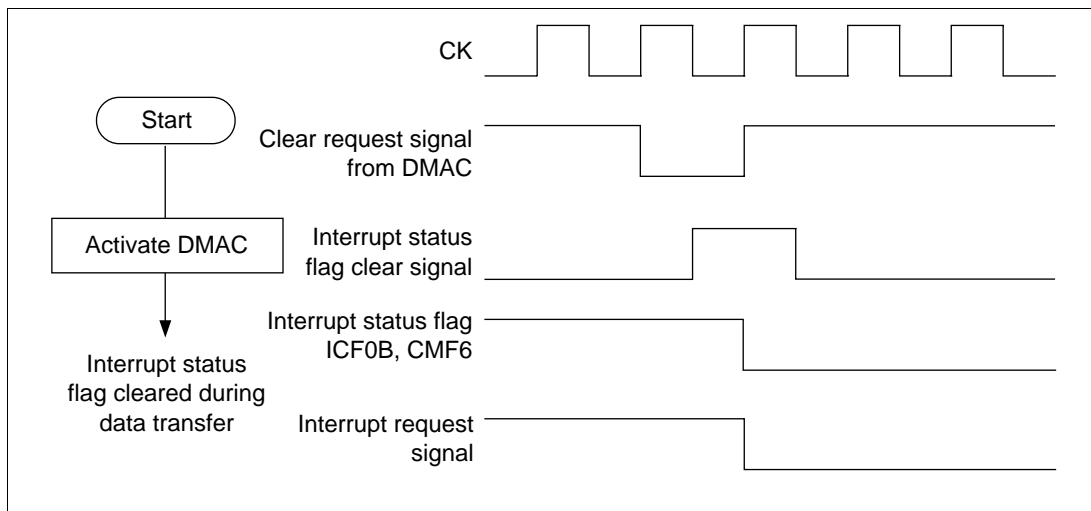 Start
Activate DMAC
Interrupt status
flag cleared during
data transfer
CK
Clear request signal
from DMAC
Interrupt status
flag clear signal
Interrupt status flag
ICF0B, CMF6
Interrupt request
signal